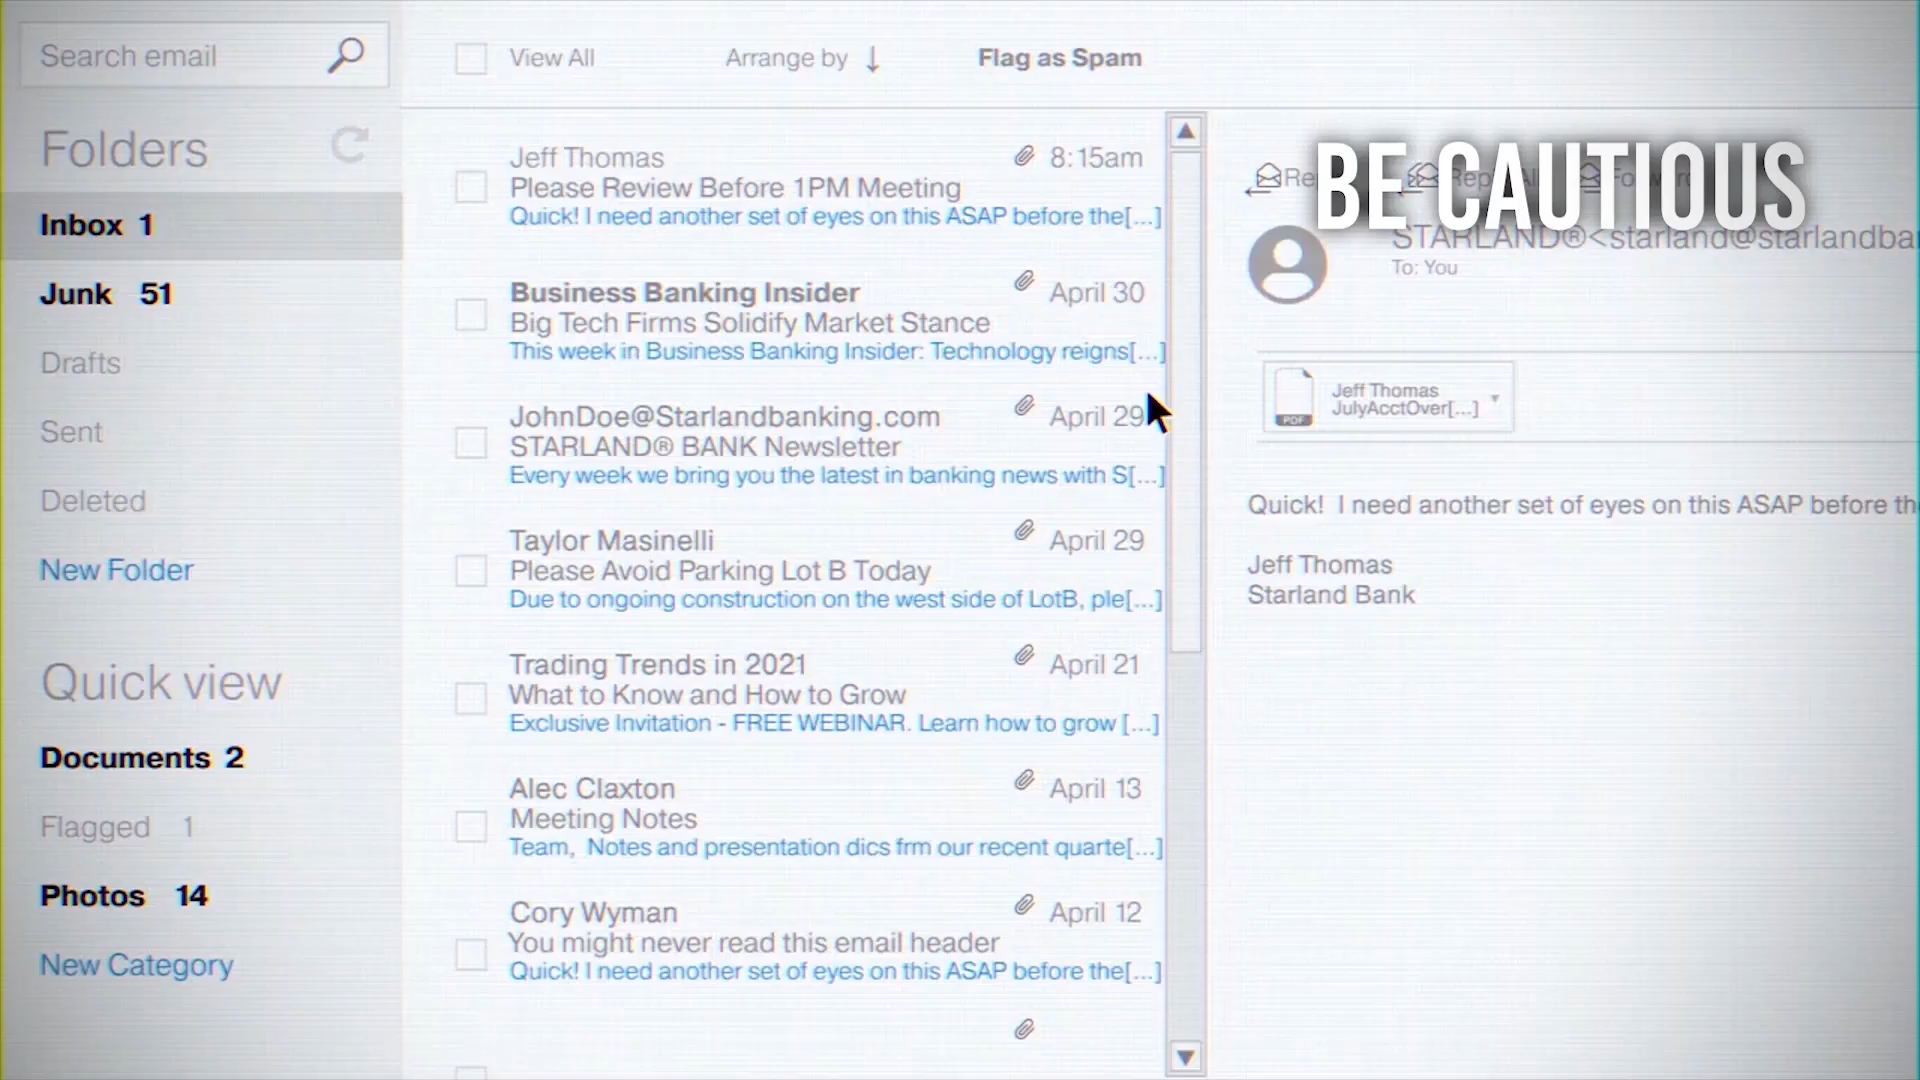 Search email
Folders
Inbox 1
Junk 51
Drafts
Sent
Deleted
New Folder
Quick view
Documents 2
Flagged 1
Photos 14
New Category
View All
Arrange by ↓
Flag as Spam
Jeff Thomas 8:15am
Please Review Before 1PM Meeting
Quick! I need another set of eyes on this ASAP before the[...]
Business Banking Insider April 30
Big Tech Firms Solidify Market Stance
This week in Business Banking Insider: Technology reigns[...]
JohnDoe@Starlandbanking.com April 29
STARLAND® BANK Newsletter
Every week we bring you the latest in banking news with S[...]
Taylor Masinelli April 29
Please Avoid Parking Lot B Today
Due to ongoing construction on the west side of LotB, ple[...]
Trading Trends in 2021 April 21
What to Know and How to Grow
Exclusive Invitation - FREE WEBINAR. Learn how to grow [...]
Alec Claxton April 13
Meeting Notes
Team, Notes and presentation dics frm our recent quarte[...]
Cory Wyman April 12
You might never read this email header
Quick! I need another set of eyes on this ASAP before the[...]
BE CAUTIOUS
STARLAND®<starland@starlandba
To: You
PDF
Jeff Thomas
JulyAcctOver[...]
Quick! I need another set of eyes on this ASAP before th
Jeff Thomas
Starland Bank